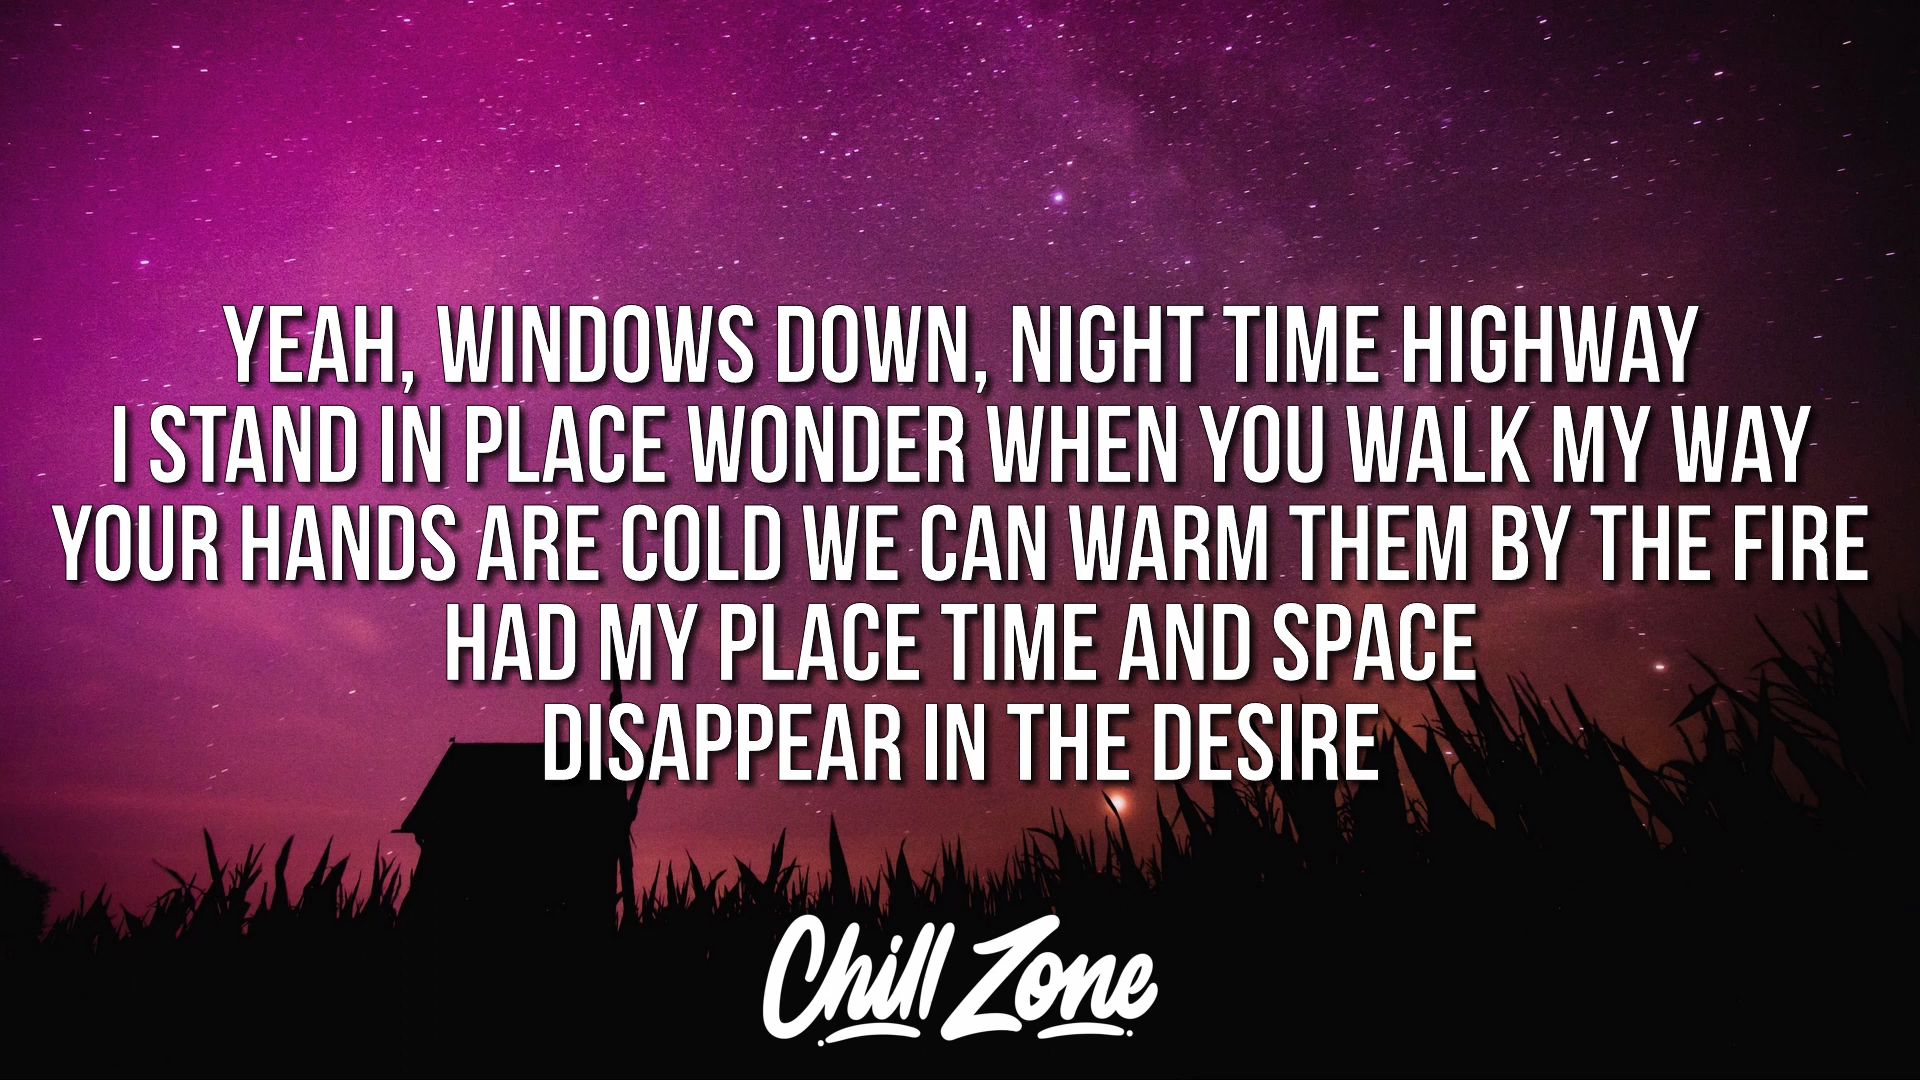 YEAH, WINDOWS DOWN, NIGHT TIME HIGHWAY
I STAND IN PLACE WONDER WHEN YOU WALK MY WAY
YOUR HANDS ARE COLD WE CAN WARM THEM BY THE FIRE
HAD MY PLACE TIME AND SPACE
DISAPPEAR IN THE DESIRE
Chill Zone